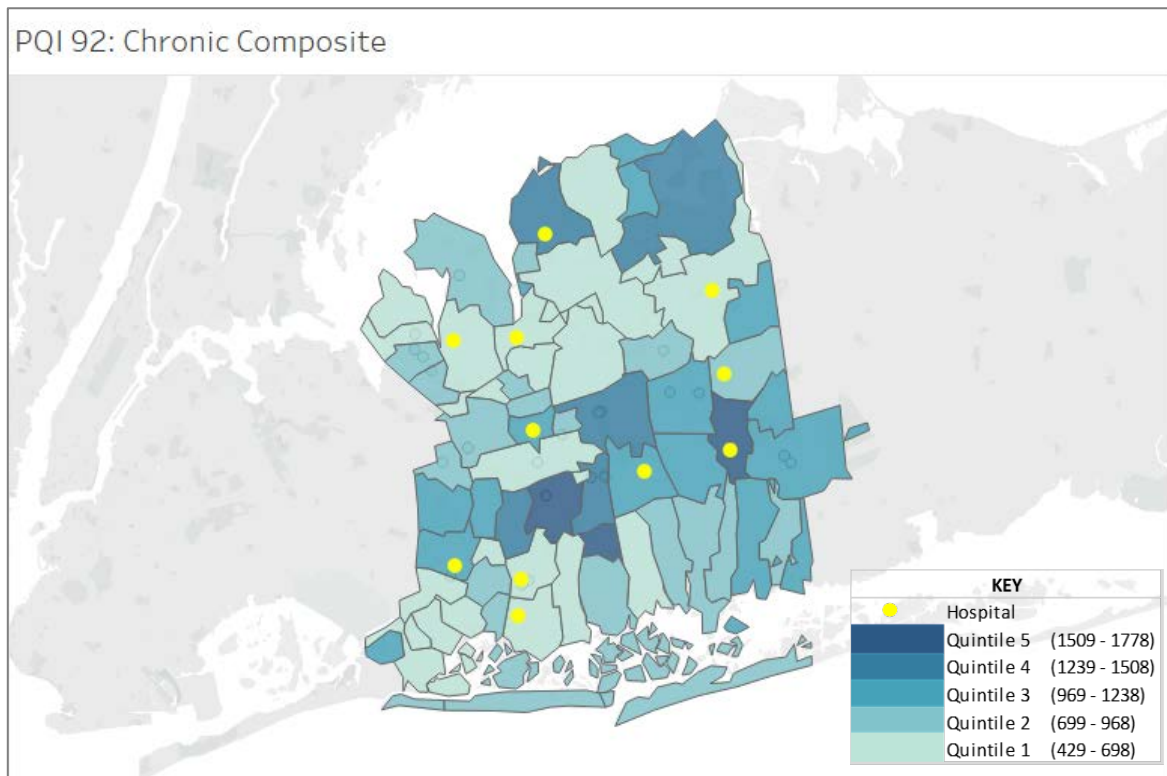 PQI 92: Chronic Composite
KEY
Hospital
Quintile 5 (1509 - 1778)
Quintile 4 (1239 - 1508)
Quintile 3 (969 - 1238)
Quintile 2 (699 - 968)
Quintile 1 (429 - 698)